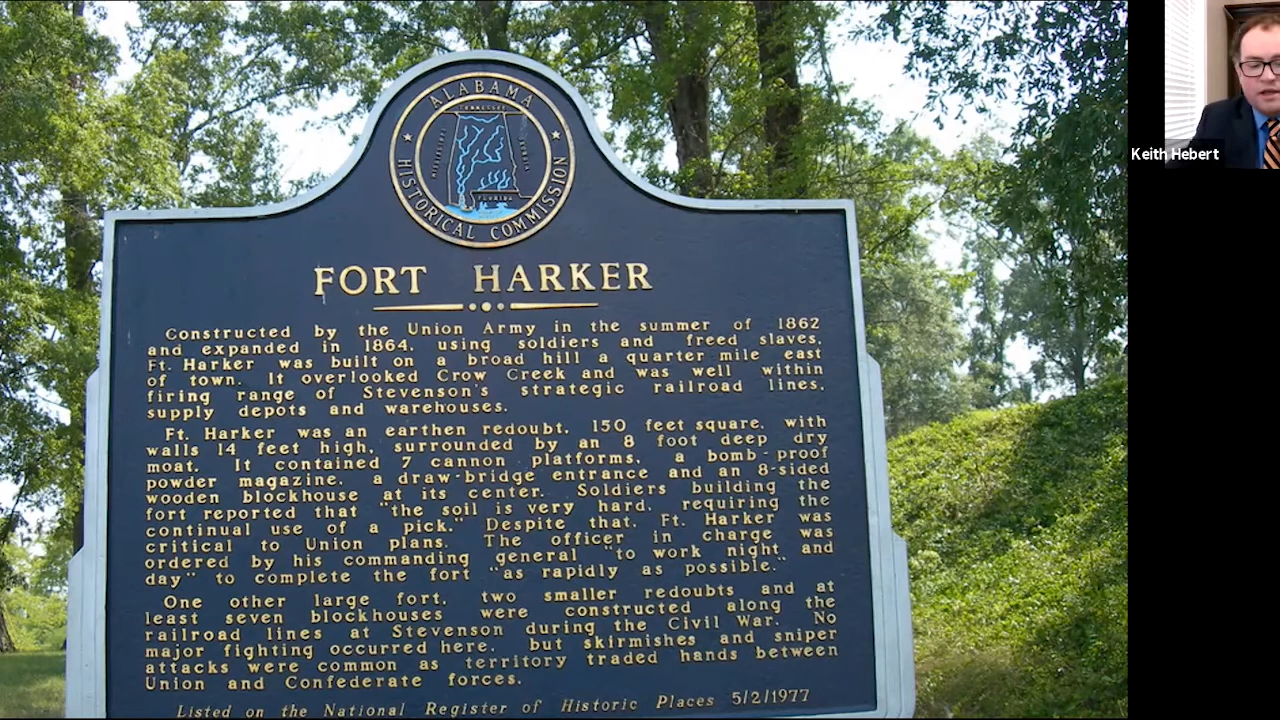 ALABAMA
HISTORICAL COMMISSION
TENNESSEE
FLORIDA
FORT HARKER
Constructed by the Union Army in the summer of 1862
and expanded in 1864, using soldiers and freed slaves,
Ft. Harker was built on a broad hill a quarter mile east
of town. It overlooked Crow Creek and was well within
firing range of Stevenson's strategic railroad lines,
supply depots and warehouses.
Ft. Harker was an earthen redoubt, 150 feet square, with
walls 14 feet high, surrounded by an 8 foot deep dry
moat. It contained 7 cannon platforms, a bomb-proof
powder magazine, a draw-bridge entrance and an 8-sided
wooden blockhouse at its center. Soldiers building the
fort reported that "the soil is very hard, requiring the
continual use of a pick." Despite that, Ft. Harker was
critical to Union plans. The officer in charge was
ordered by his commanding general "to work night and
day" to complete the fort "as rapidly as possible."
One other large fort, two smaller redoubts and at
least seven blockhouses were constructed along the
railroad lines at Stevenson during the Civil War. No
major fighting occurred here, but skirmishes and sniper
attacks were common as territory traded hands between
Union and Confederate forces.
Listed on the National Register of Historic Places 5/2/1977
Keith Hebert